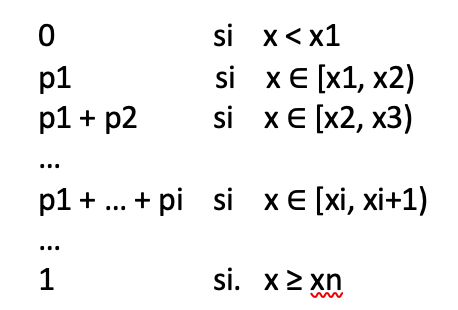 0 si x < x1
p1 si x ∈ [x1, x2)
p1 + p2 si x ∈ [x2, x3)
...
p1 + ... + pi si x ∈ [xi, xi+1)
...
1 si. x ≥ xn